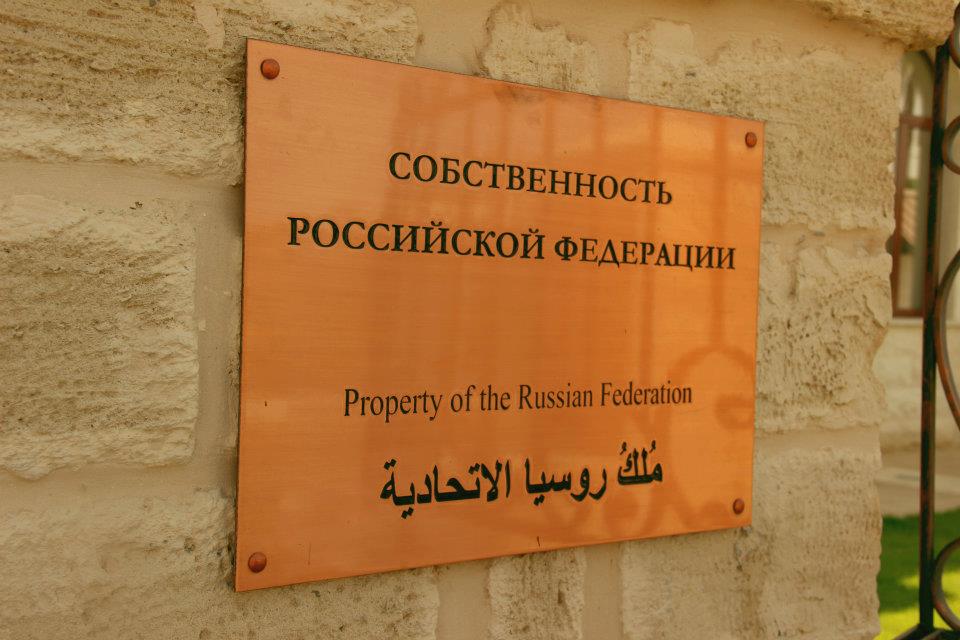 СОБСТВЕННОСТЬ
РОССИЙСКОЙ ФЕДЕРАЦИИ
Property of the Russian Federation
مُلكُ روسيا الاتحادية